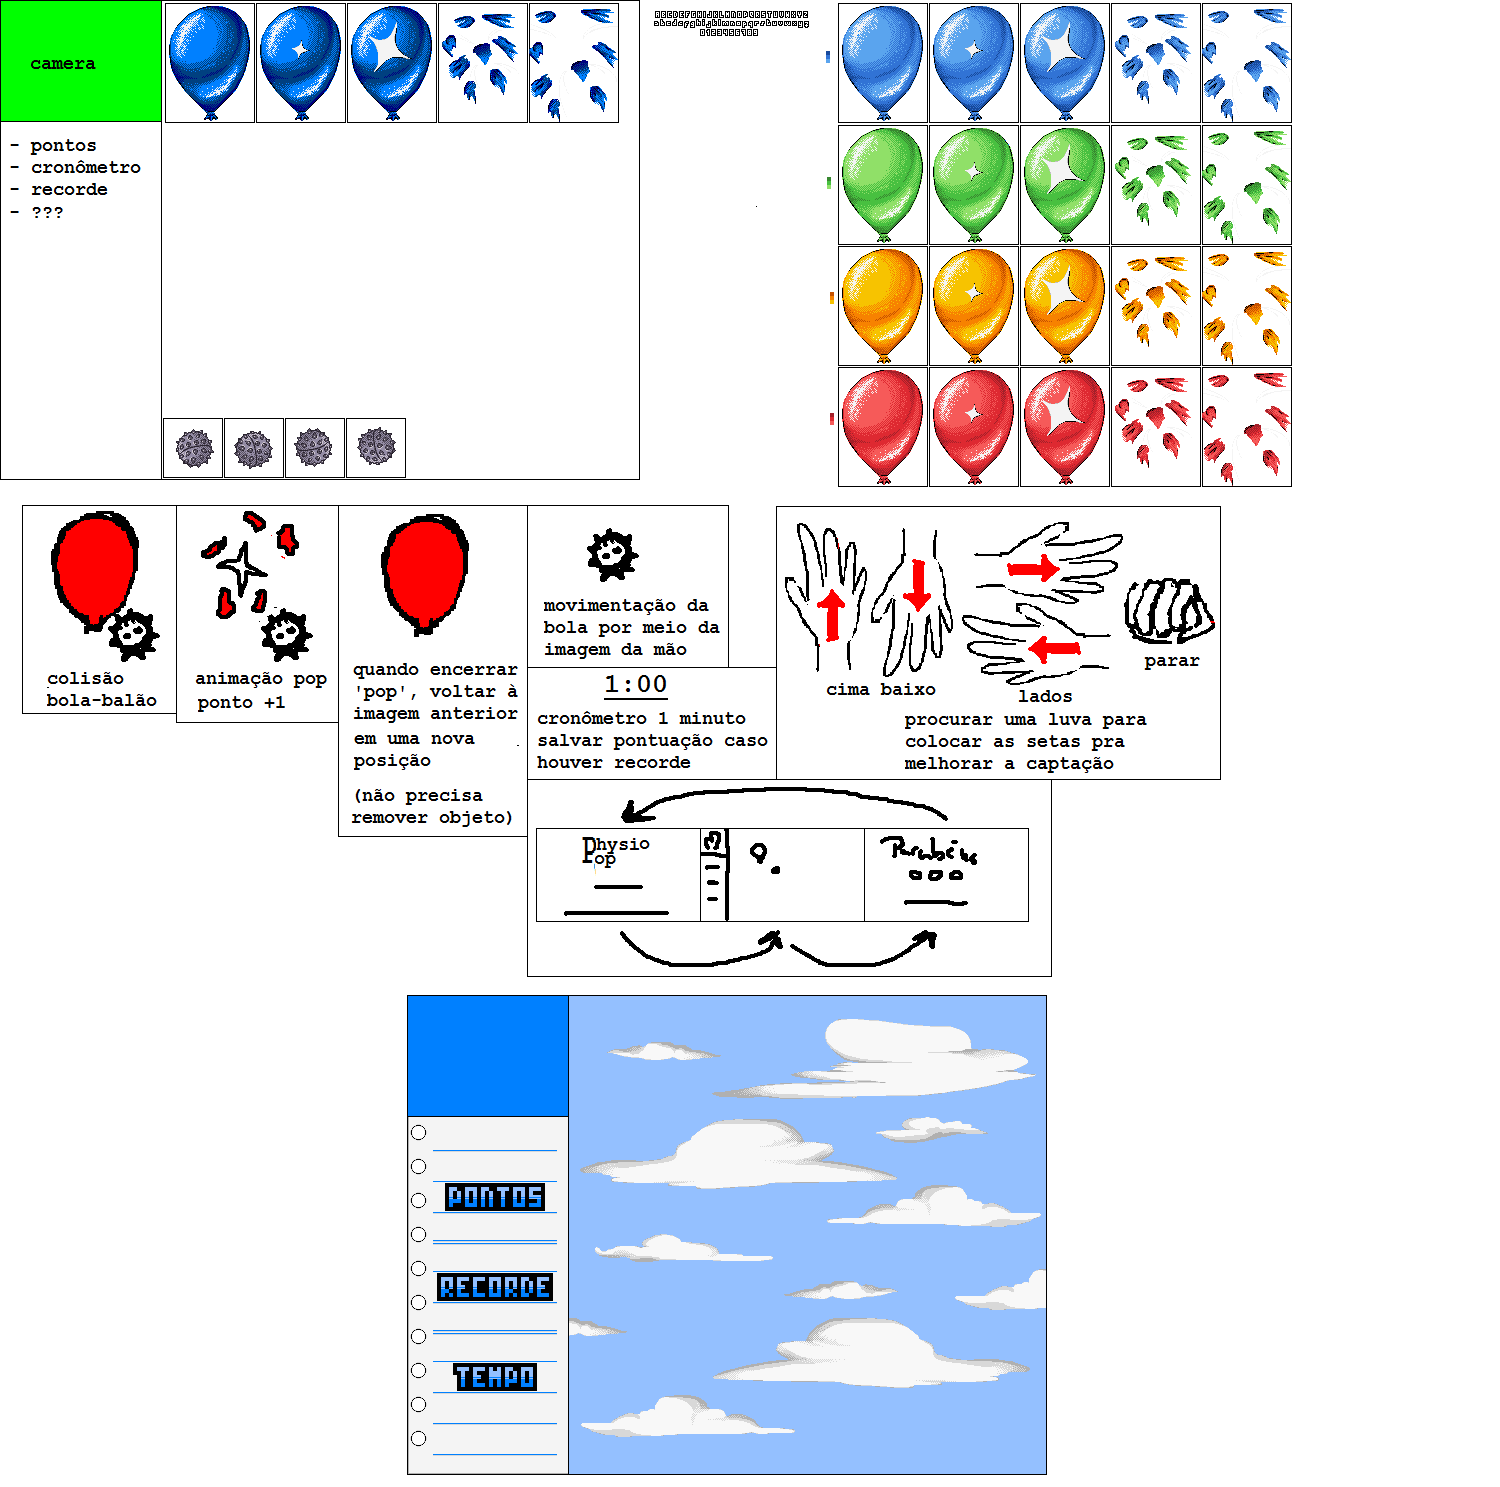 camera
- pontos
- cronômetro
- recorde
- ???
ABCDEFGHIJKLMNOPQRSTUVWXYZ
abcdefghijklmnopqrstuvwxyz
0123456789
colisão
bola-balão
animação pop
ponto +1
quando encerrar
'pop', voltar à
imagem anterior
em uma nova
posição
(não precisa
remover objeto)
movimentação da
bola por meio da
imagem da mão
1:00
cronômetro 1 minuto
salvar pontuação caso
houver recorde
cima baixo
lados
parar
procurar uma luva para
colocar as setas pra
melhorar a captação
Physio
Pop
Parabéns
PONTOS
RECORDE
TEMPO